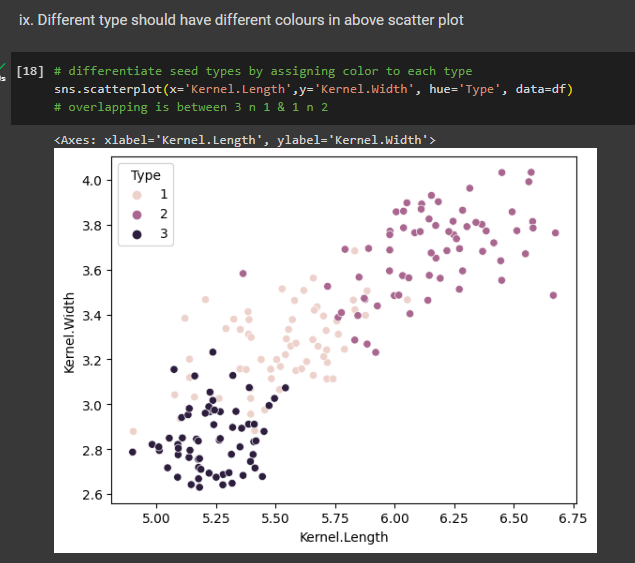 ix. Different type should have different colours in above scatter plot
[18] # differentiate seed types by assigning color to each type
sns.scatterplot(x='Kernel.Length',y='Kernel.Width', hue='Type', data=df)
# overlapping is between 3 n 1 & 1 n 2
<Axes: xlabel='Kernel.Length', ylabel='Kernel.Width'>
Type
1
2
3
4.0
3.8
3.6
3.4
3.2
3.0
2.8
2.6
Kernel.Width
5.00 5.25 5.50 5.75 6.00 6.25 6.50 6.75
Kernel.Length